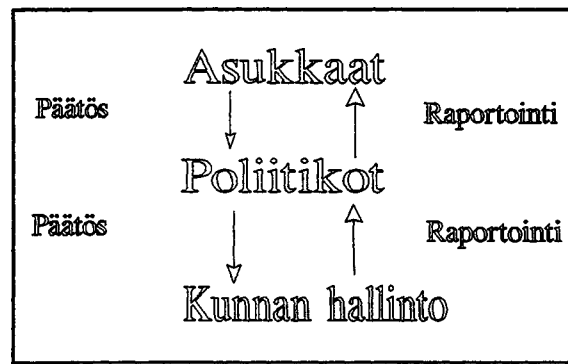 Asukkaat
Päätös Raportointi
Poliitikot
Päätös Raportointi
Kunnan hallinto